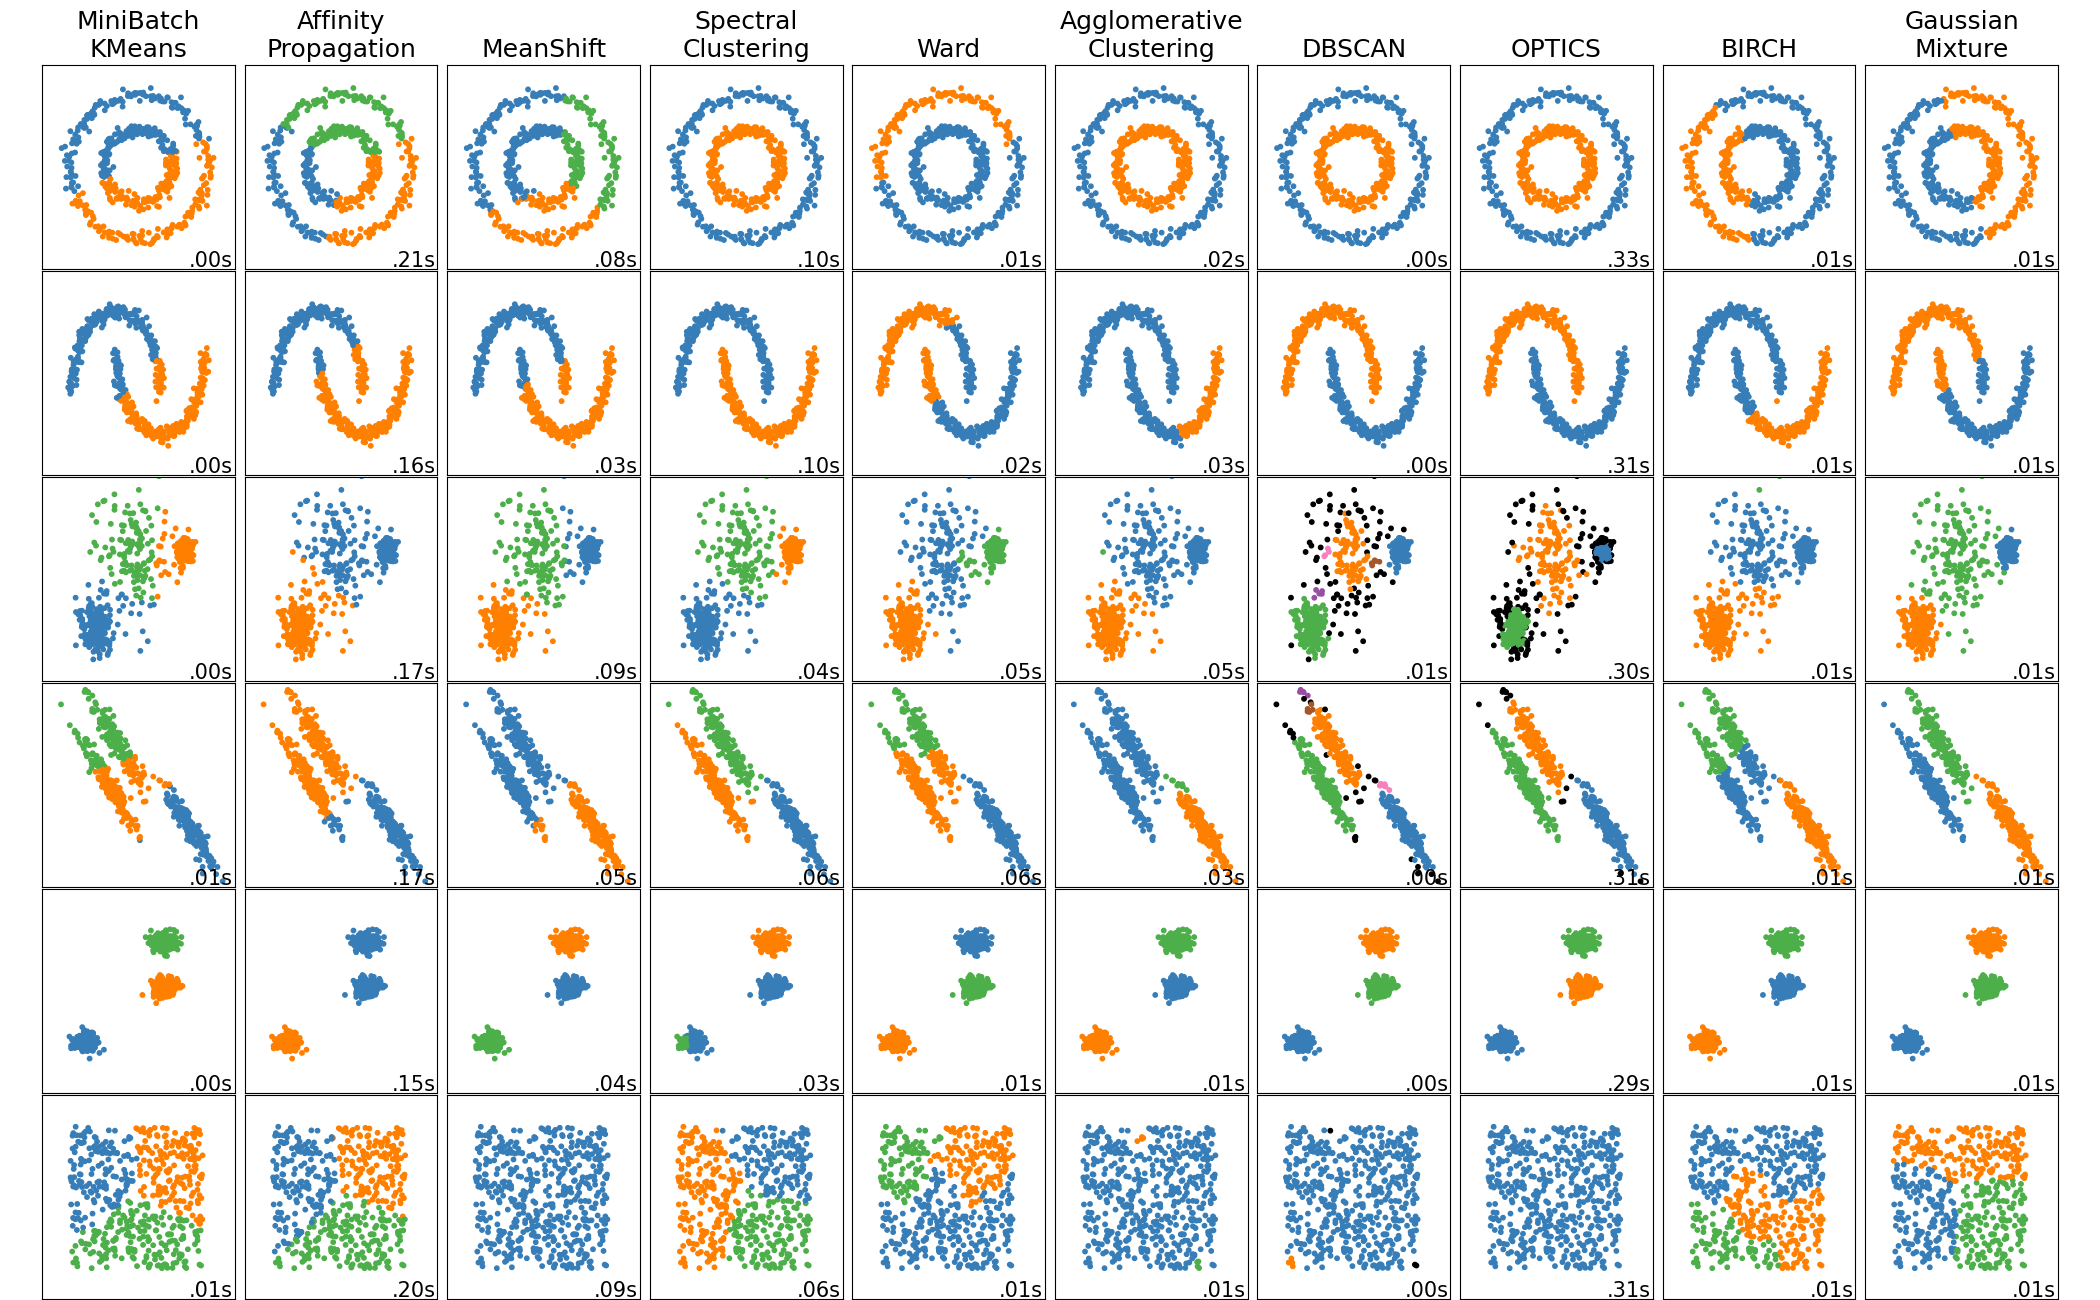 MiniBatch
KMeans
Affinity
Propagation
MeanShift
Spectral
Clustering
Ward
Agglomerative
Clustering
DBSCAN
OPTICS
BIRCH
Gaussian
Mixture
.00s
.21s
.08s
.10s
.01s
.02s
.00s
.33s
.01s
.01s
.00s
.16s
.03s
.10s
.02s
.03s
.00s
.31s
.01s
.01s
.00s
.17s
.09s
.04s
.05s
.05s
.01s
.30s
.01s
.01s
.01s
.17s
.05s
.06s
.06s
.03s
.00s
.31s
.01s
.01s
.00s
.15s
.04s
.03s
.01s
.01s
.00s
.29s
.01s
.01s
.01s
.20s
.09s
.06s
.01s
.01s
.00s
.31s
.01s
.01s